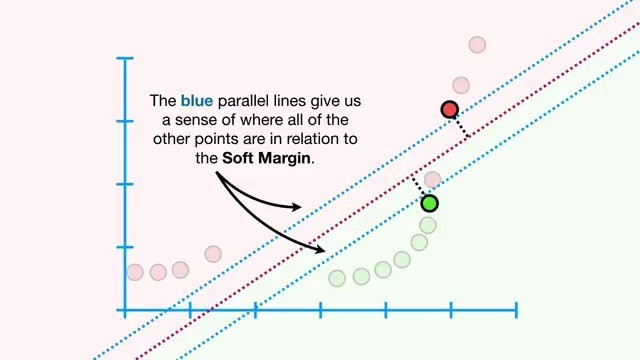 The blue parallel lines give us
a sense of where all of the
other points are in relation to
the Soft Margin.